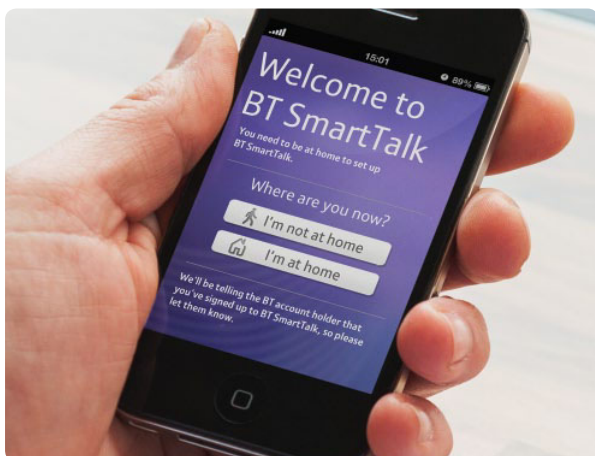 15:01
89%
Welcome to
BT SmartTalk
You need to be at home to set up
BT SmartTalk.
Where are you now?
I'm not at home
I'm at home
We'll be telling the BT account holder that
you've signed up to BT SmartTalk, so please
let them know.